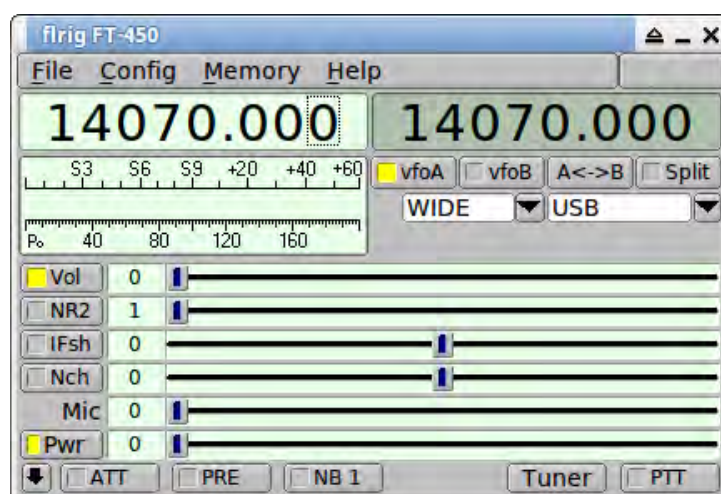 flrig FT-450
File Config Memory Help
14070.000 14070.000
S3 S6 S9 +20 +40 +60
vfoA vfoB A<->B Split
WIDE USB
Po 40 80 120 160
Vol 0
NR2 1
IFsh 0
Nch 0
Mic 0
Pwr 0
ATT PRE NB 1 Tuner PTT